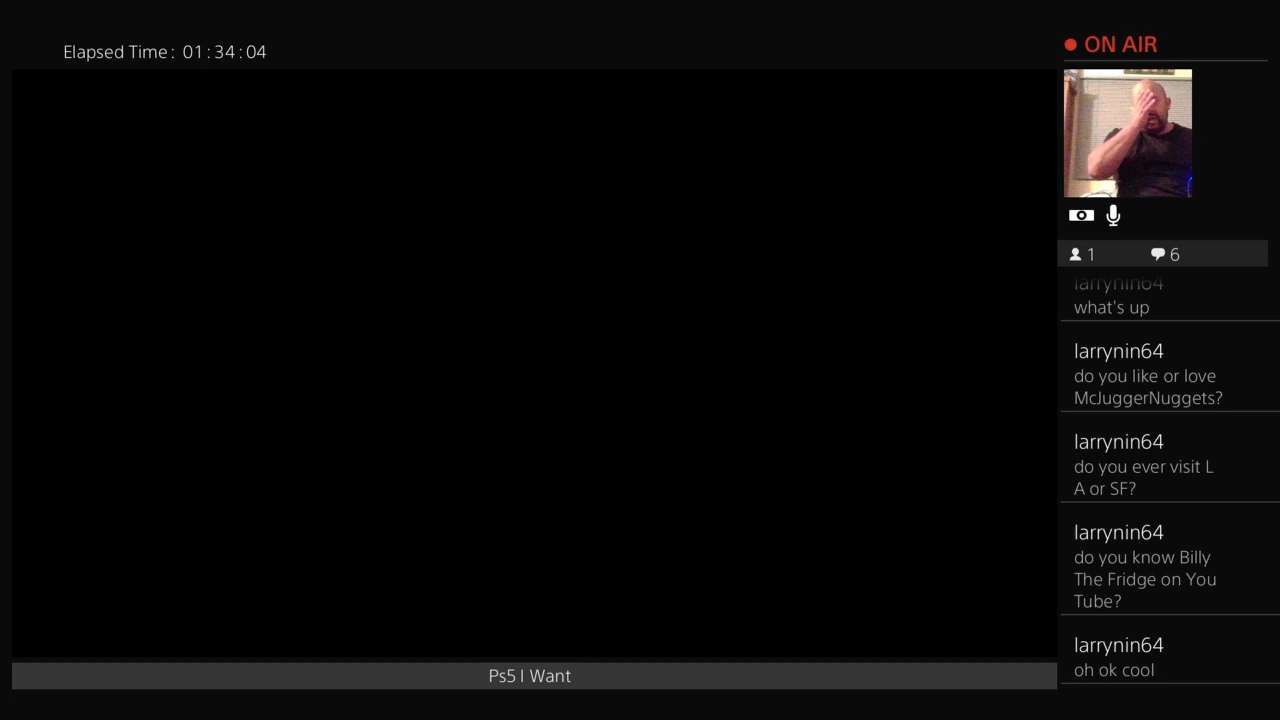 Elapsed Time: 01:34:04
ON AIR
1
6
larrynin64
what's up
larrynin64
do you like or love
McJuggerNuggets?
larrynin64
do you ever visit L
A or SF?
larrynin64
do you know Billy
The Fridge on You
Tube?
larrynin64
oh ok cool
Ps5 I Want